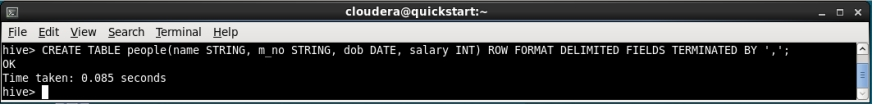 cloudera@quickstart:~
File Edit View Search Terminal Help
hive> CREATE TABLE people(name STRING, m_no STRING, dob DATE, salary INT) ROW FORMAT DELIMITED FIELDS TERMINATED BY ',';
OK
Time taken: 0.085 seconds
hive>